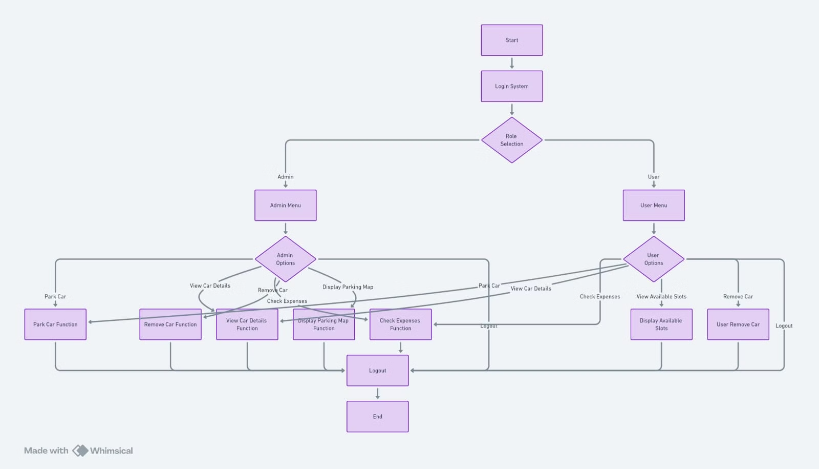 Start
Login System
Role
Selection
Admin
User
Admin Menu
User Menu
Admin
Options
User
Options
View Car Details
Remove Car
Display Parking Map
Park Car
View Car Details
Park Car
Check Expenses
Check Expenses
View Available Slots
Remove Car
Park Car Function
Remove Car Function
View Car Details
Function
Display Parking Map
Function
Check Expenses
Function
Logout
Display Available
Slots
User Remove Car
Logout
Logout
End
Made with Whimsical